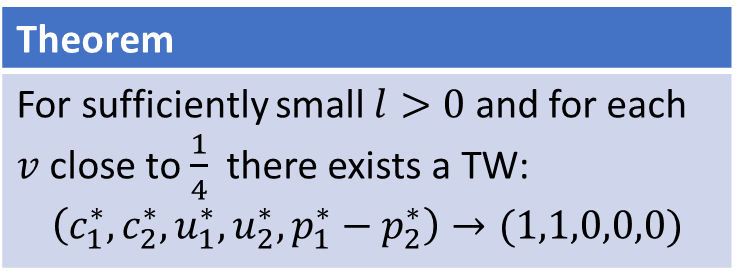 Theorem
For sufficiently small l > 0 and for each
v close to 1/4 there exists a TW:
(c₁*, c₂*, u₁*, u₂*, p₁* − p₂*) → (1,1,0,0,0)